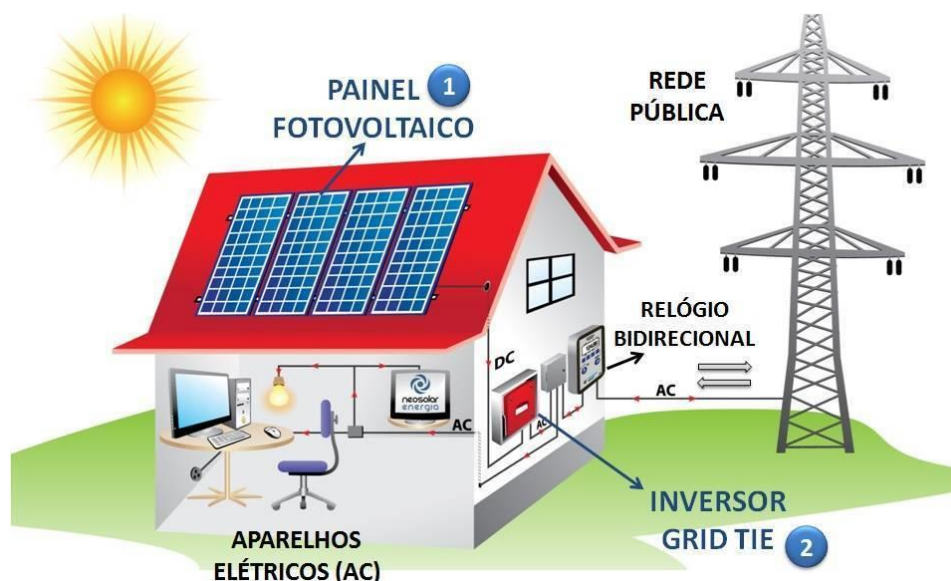 PAINEL 1
FOTOVOLTAICO
REDE
PÚBLICA
RELÓGIO
BIDIRECIONAL
DC
AC
AC
AC
neosolar
energia
INVERSOR
GRID TIE 2
APARELHOS
ELÉTRICOS (AC)